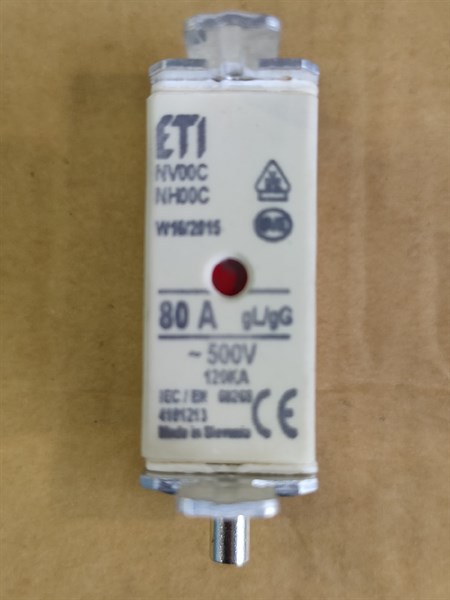 ETI
NV00C
NH00C
W16/2015
80 A gL/gG
~ 500V
120KA
IEC / EN 60269
4181213
Made in Slovenia
CE